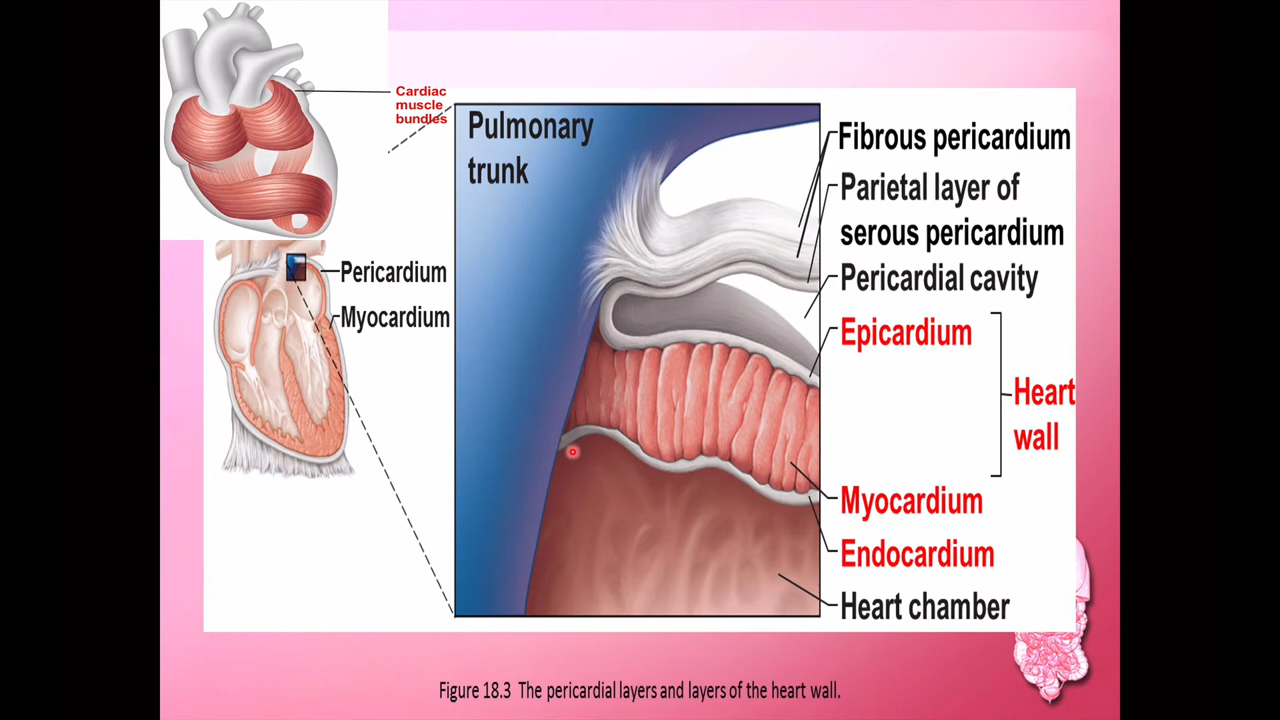 Cardiac
muscle
bundles
Pulmonary
trunk
Fibrous pericardium
Parietal layer of
serous pericardium
Pericardial cavity
Epicardium
Heart
wall
Myocardium
Endocardium
Heart chamber
Pericardium
Myocardium
Figure 18.3 The pericardial layers and layers of the heart wall.